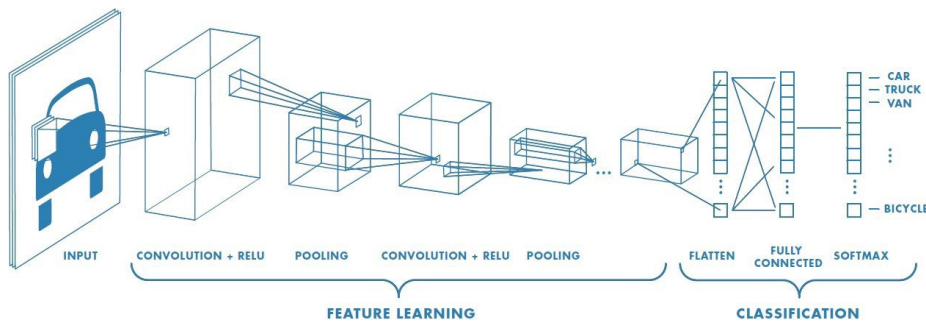 CAR
TRUCK
VAN
BICYCLE
INPUT
CONVOLUTION + RELU
POOLING
CONVOLUTION + RELU
POOLING
FLATTEN
FULLY
CONNECTED
SOFTMAX
FEATURE LEARNING
CLASSIFICATION